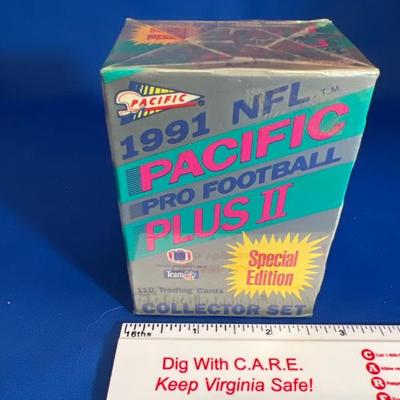 PACIFIC
1991 NFL
PACIFIC
PRO FOOTBALL
PLUS II
Special
Edition
Team
110 Trading Cards
COLLECTOR SET
16ths 1 2 3
Dig With C.A.R.E.
Keep Virginia Safe!
C
A
R
E